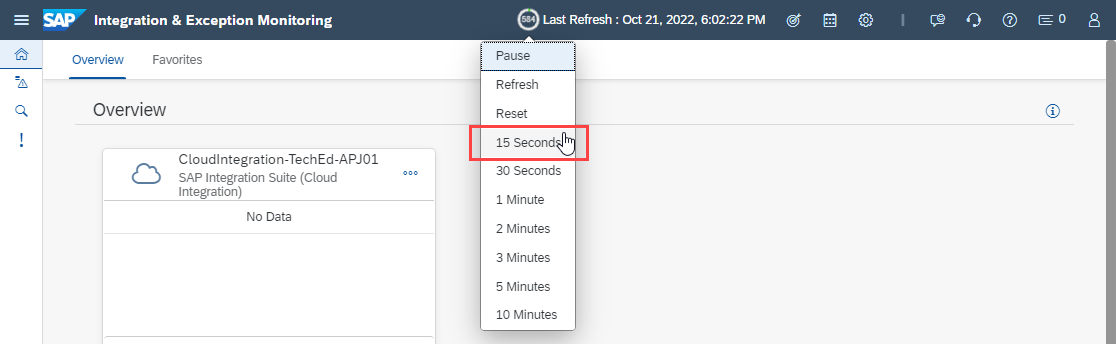 SAP Integration & Exception Monitoring 584 Last Refresh : Oct 21, 2022, 6:02:22 PM 0
Overview Favorites
Pause
Refresh
Reset
15 Seconds
30 Seconds
1 Minute
2 Minutes
3 Minutes
5 Minutes
10 Minutes
Overview
CloudIntegration-TechEd-APJ01
SAP Integration Suite (Cloud
Integration)
No Data